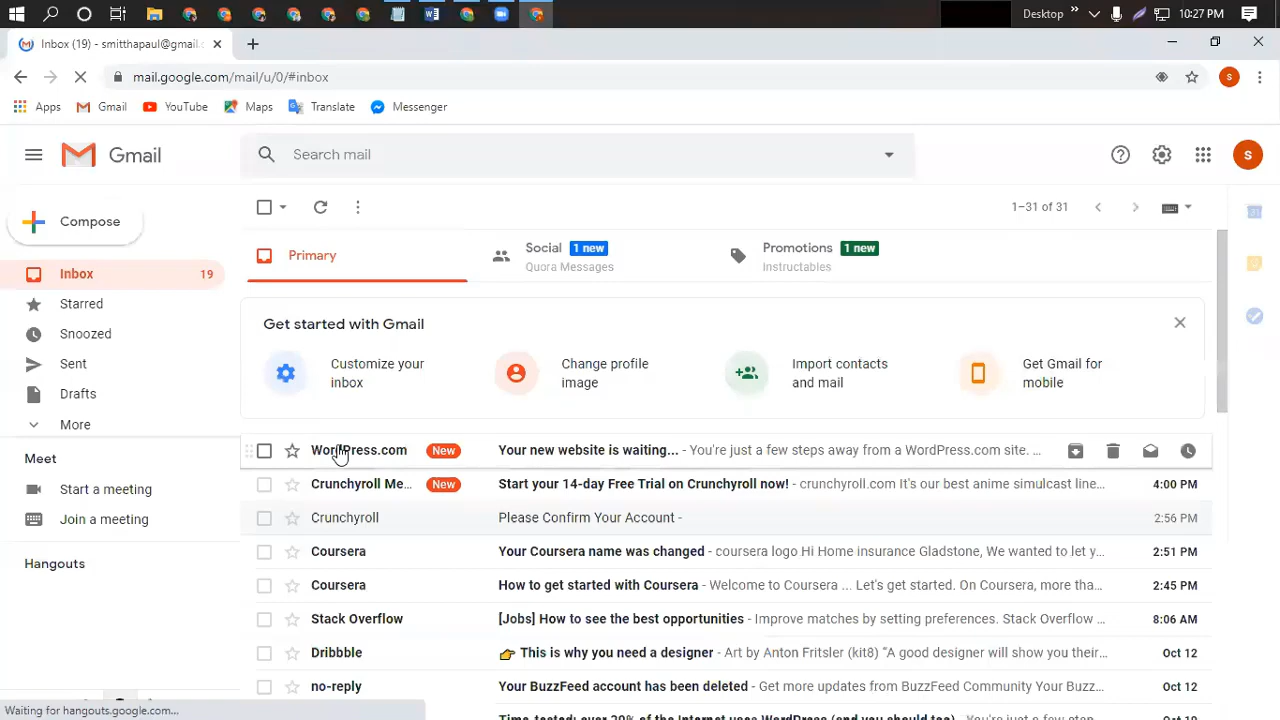 Desktop
10:27 PM
Inbox (19) - smitthapaul@gmail.c
mail.google.com/mail/u/0/#inbox
S
Apps
Gmail
YouTube
Maps
Translate
Messenger
Gmail
Search mail
S
Compose
1–31 of 31
Primary
Social 1 new
Quora Messages
Promotions 1 new
Instructables
Inbox 19
Starred
Snoozed
Sent
Drafts
More
Meet
Start a meeting
Join a meeting
Hangouts
Get started with Gmail
Customize your
inbox
Change profile
image
Import contacts
and mail
Get Gmail for
mobile
WordPress.com New Your new website is waiting... - You're just a few steps away from a WordPress.com site. ...
Crunchyroll Me... New Start your 14-day Free Trial on Crunchyroll now! - crunchyroll.com It's our best anime simulcast line... 4:00 PM
Crunchyroll Please Confirm Your Account - 2:56 PM
Coursera Your Coursera name was changed - coursera logo Hi Home insurance Gladstone, We wanted to let y... 2:51 PM
Coursera How to get started with Coursera - Welcome to Coursera ... Let's get started. On Coursera, more tha... 2:45 PM
Stack Overflow [Jobs] How to see the best opportunities - Improve matches by setting preferences. Stack Overflow ... 8:06 AM
Dribbble 👉 This is why you need a designer - Art by Anton Fritsler (kit8) "A good designer will show you their... Oct 12
no-reply Your BuzzFeed account has been deleted - Get more updates from BuzzFeed Community Your Buzz... Oct 12
Waiting for hangouts.google.com...